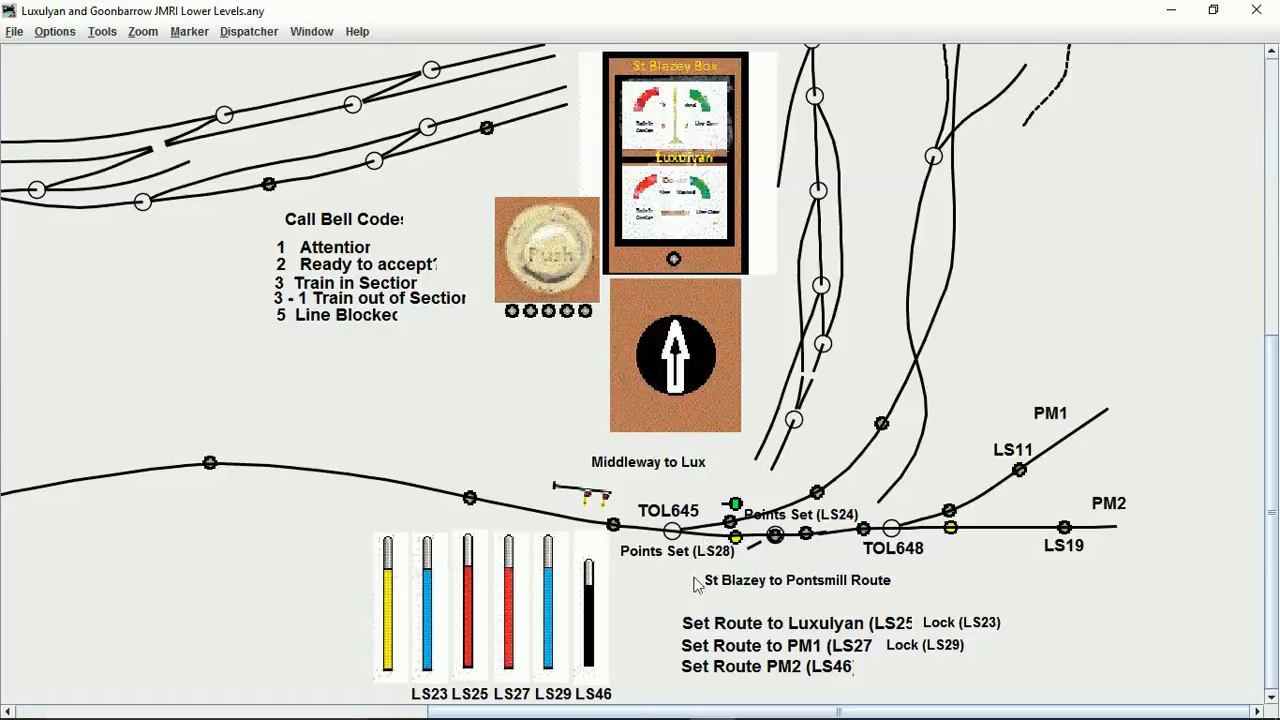 Luxulyan and Goonbarrow JMRI Lower Levels.any
File Options Tools Zoom Marker Dispatcher Window Help
St Blazey Box
Luxulyan
Push
Call Bell Codes
1 Attention
2 Ready to accept?
3 Train in Section
3 - 1 Train out of Section
5 Line Blocked
Middleway to Lux
PM1
LS11
TOL645
Points Set (LS24)
PM2
Points Set (LS28)
TOL648
LS19
St Blazey to Pontsmill Route
Set Route to Luxulyan (LS25 Lock (LS23)
Set Route to PM1 (LS27 Lock (LS29)
Set Route PM2 (LS46)
LS23 LS25 LS27 LS29 LS46